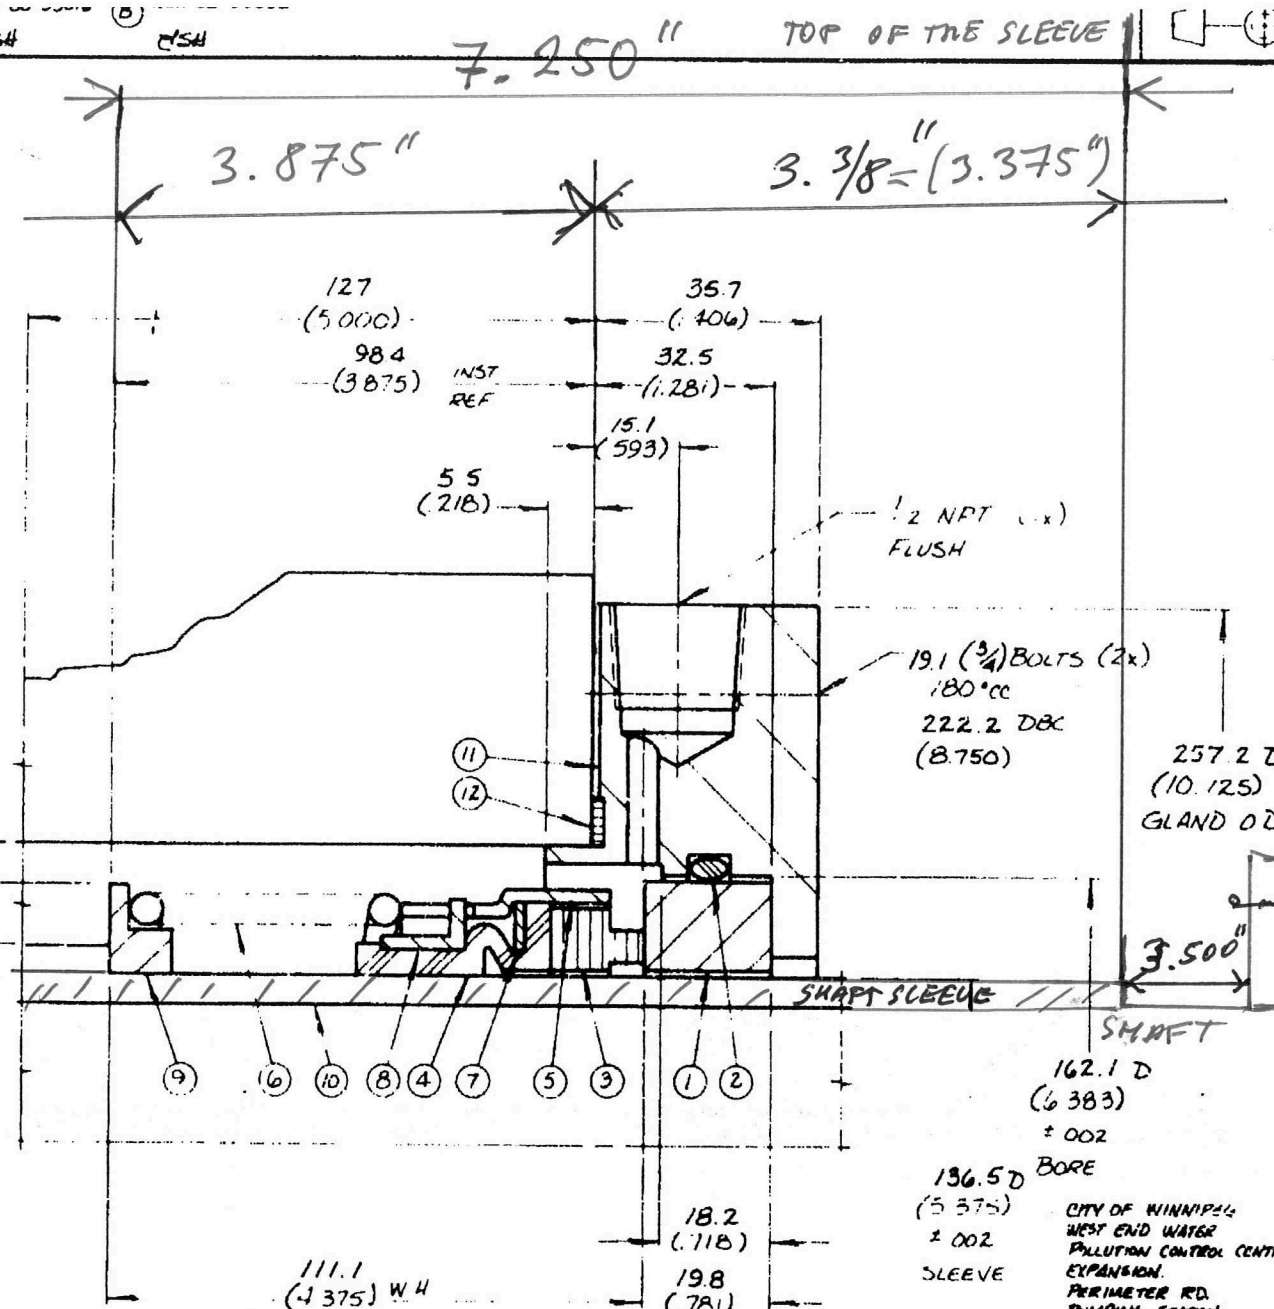 B
7.250"
TOP OF THE SLEEVE
3.875"
3. 3/8"=(3.375")
127
(5.000)
35.7
98.4
(3.875)
INST
REF
32.5
(1.281)
15.1
(.593)
5.5
(.218)
1/2 NPT
FLUSH
19.1 (3/4) BOLTS (2x)
180°CC
222.2 DBC
(8.750)
11
12
257.2 D
(10.125)
GLAND OD
3.500"
SHAFT SLEEVE
SHAFT
9
6
10
8
4
7
5
3
1
2
162.1 D
(6.383)
± .002
BORE
136.5 D
(5.375)
± .002
SLEEVE
CITY OF WINNIPEG
WEST END WATER
POLLUTION CONTROL
EXPANSION.
PERIMETER RD.
18.2
(.718)
19.8
(.781)
111.1
(4.375) W.H